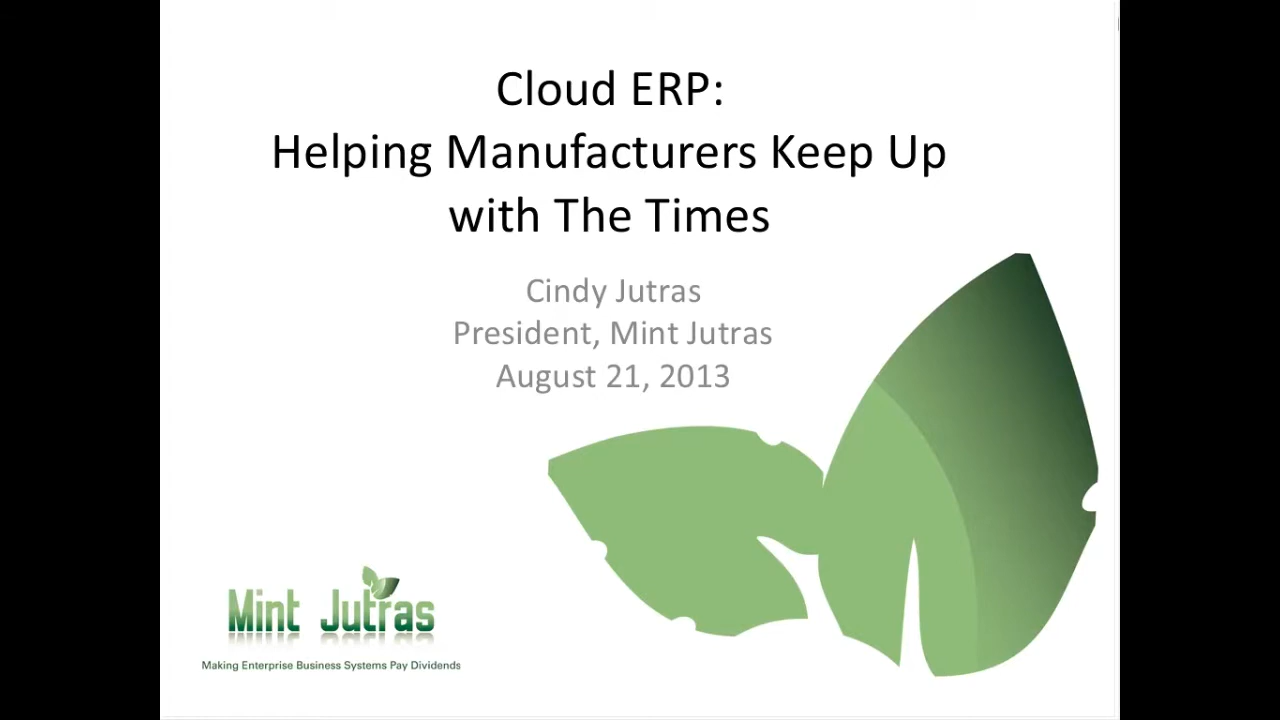 Cloud ERP:
Helping Manufacturers Keep Up
with The Times
Cindy Jutras
President, Mint Jutras
August 21, 2013
Mint Jutras
Making Enterprise Business Systems Pay Dividends